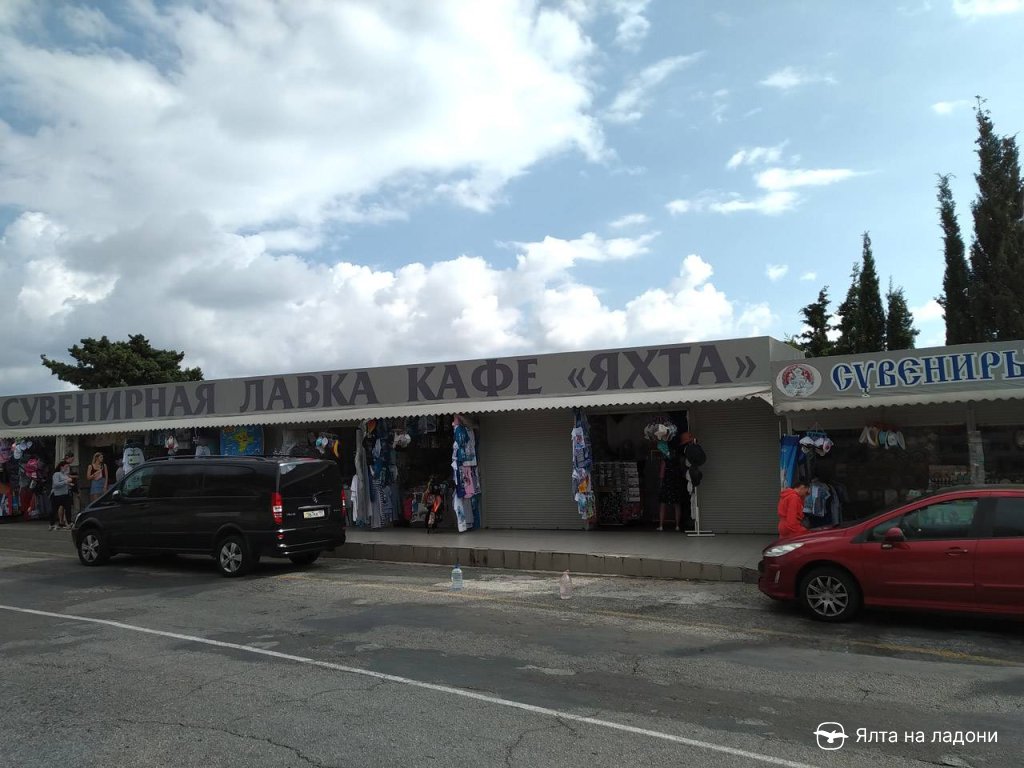 СУВЕНИРНАЯ ЛАВКА КАФЕ «ЯХТА»
СУВЕНИРЫ
Ялта на ладони